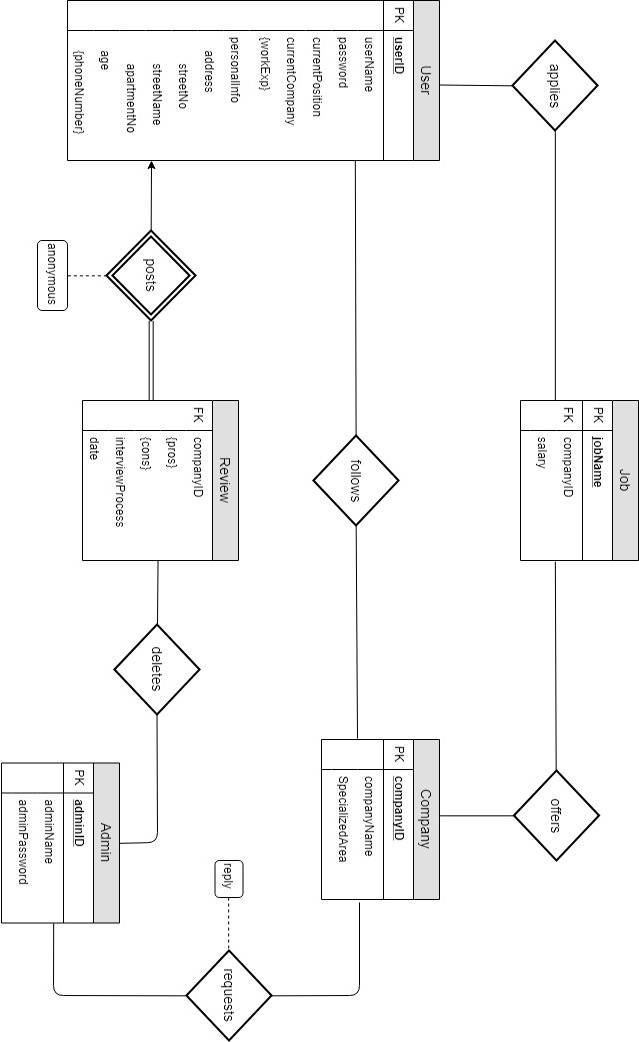 User
PK
userID
userName
password
currentPosition
currentCompany
{workExp}
personalInfo
address
streetNo
streetName
apartmentNo
age
{phoneNumber}
applies
Job
PK
jobName
FK
companyID
salary
posts
anonymous
follows
Review
FK
companyID
{pros}
{cons}
interviewProcess
date
offers
Company
PK
companyID
companyName
SpecializedArea
deletes
Admin
PK
adminID
adminName
adminPassword
reply
requests